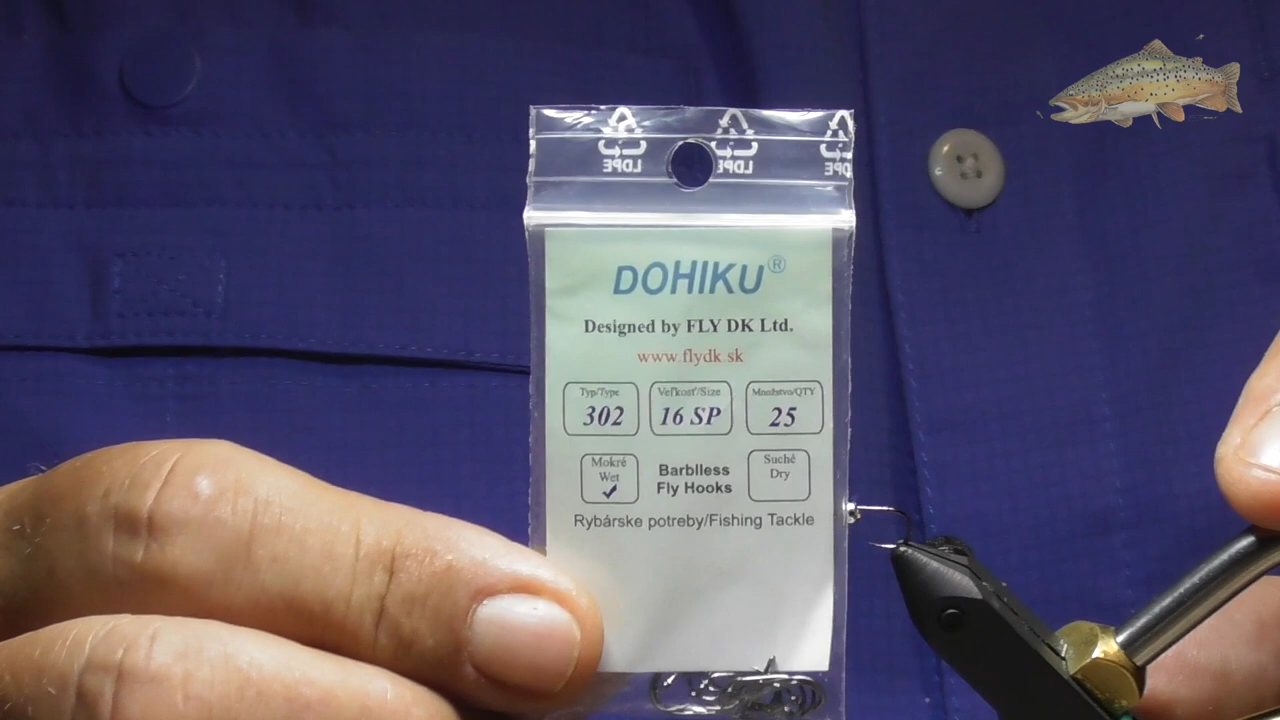 LDPE LDPE LDPE
DOHIKU®
Designed by FLY DK Ltd.
www.flydk.sk
Typ/Type Veľkosť/Size Množstvo/QTY
302 16 SP 25
Mokré Barblless Suché
Wet Fly Hooks Dry
Rybárske potreby/Fishing Tackle